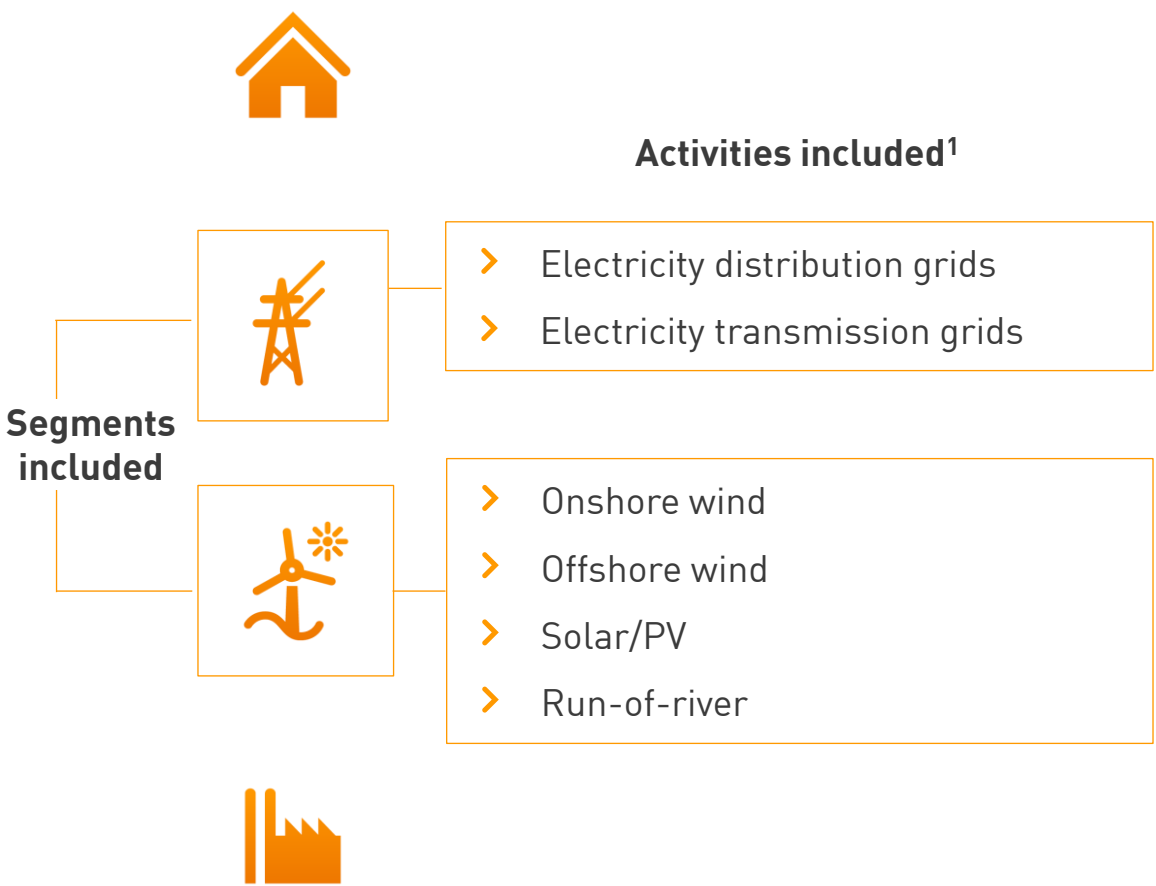 Activities included¹
Electricity distribution grids
Electricity transmission grids
Segments
included
Onshore wind
Offshore wind
Solar/PV
Run-of-river